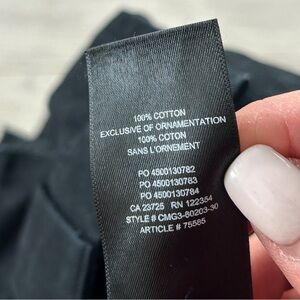 100% COTTON
EXCLUSIVE OF ORNAMENTATION
100% COTON
SANS L'ORNEMENT
PO 4500130782
PO 4500130783
PO 4500130784
CA 23725 RN 122354
STYLE # CMG3-80203-30
ARTICLE # 75585